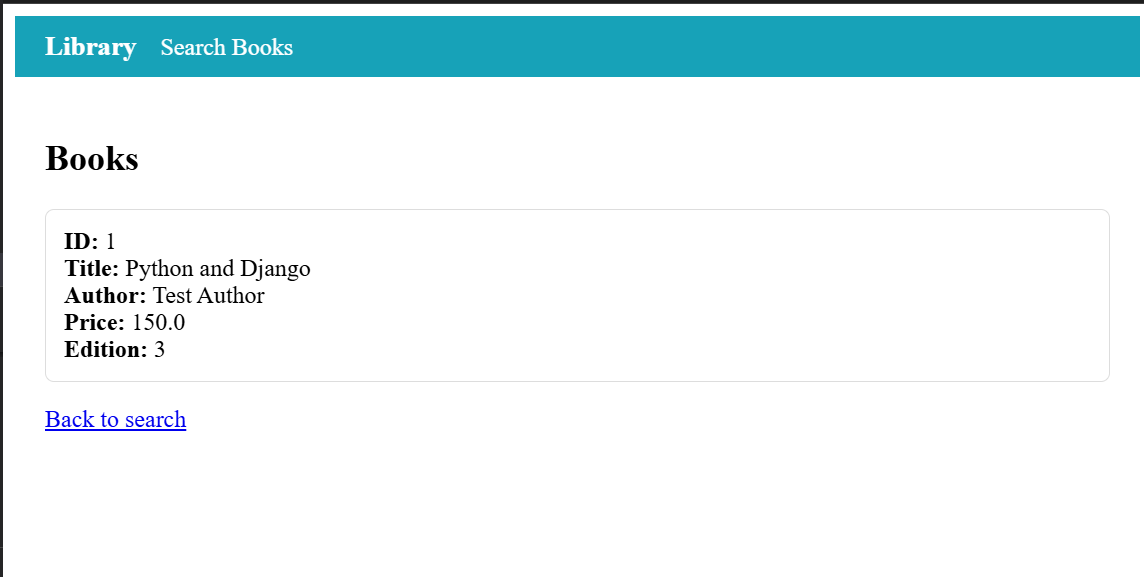 Library Search Books
Books
ID: 1
Title: Python and Django
Author: Test Author
Price: 150.0
Edition: 3
Back to search